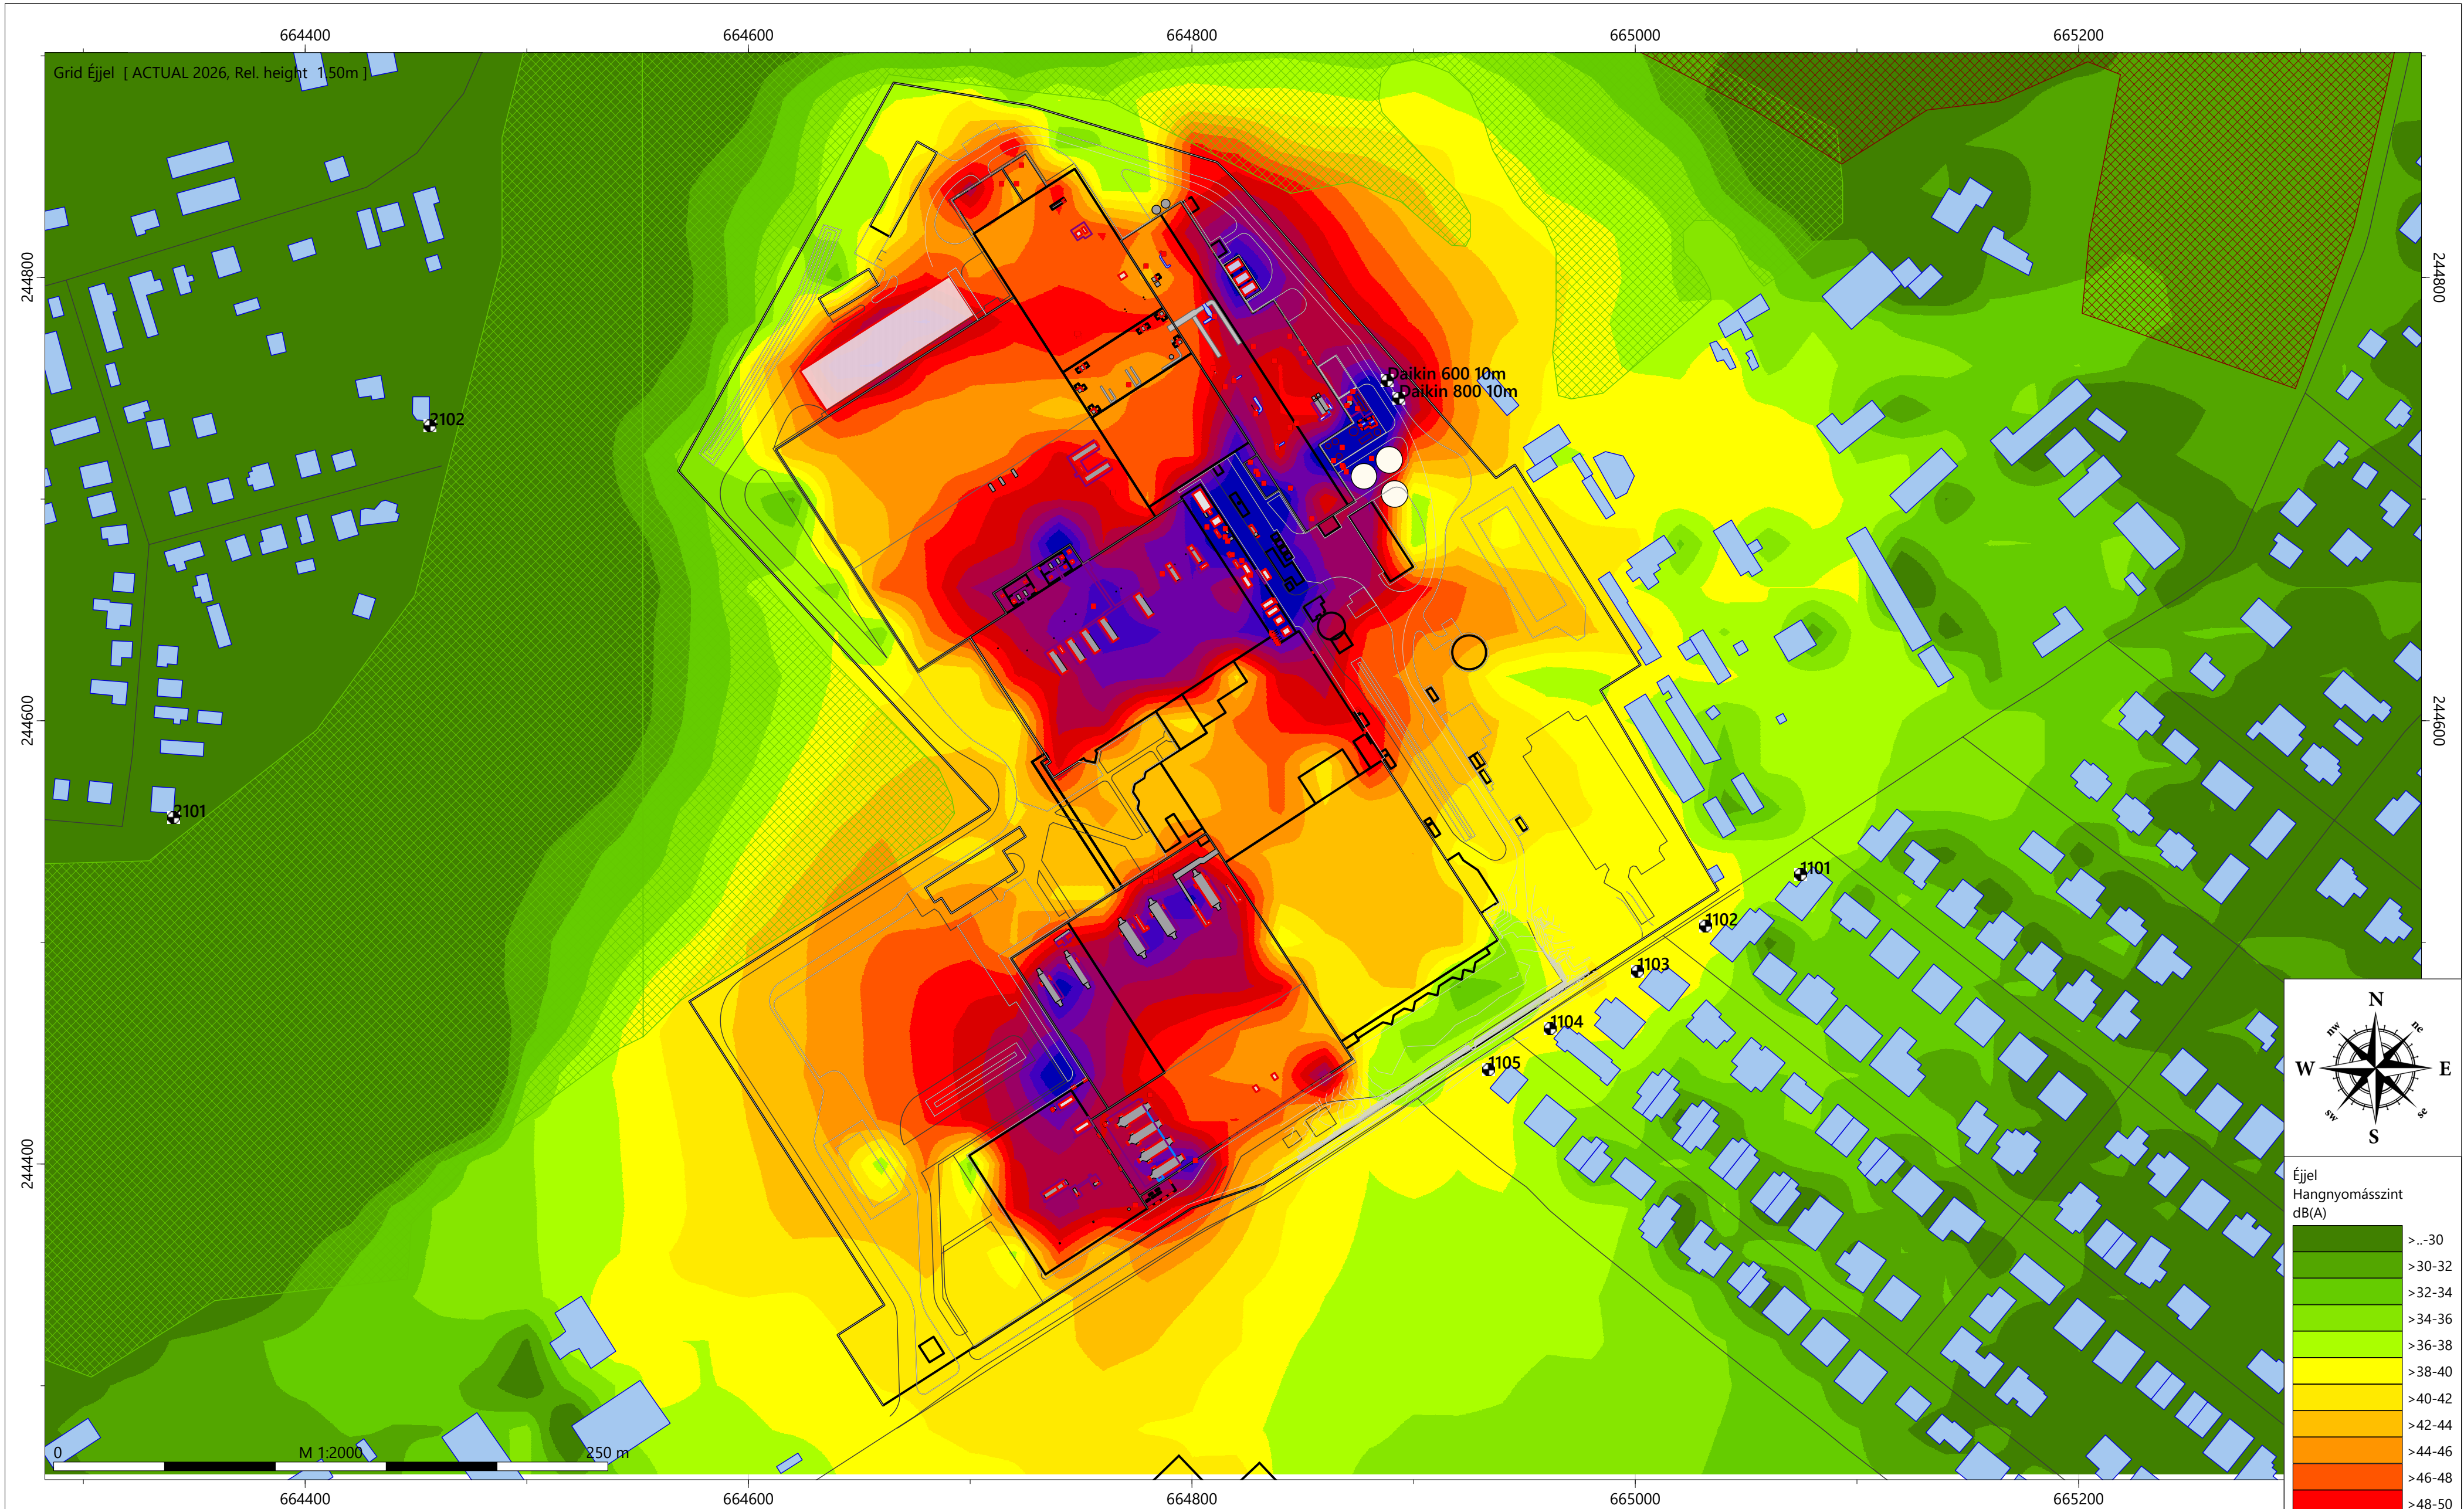 664400
664600
664800
665000
665200
Grid Éjjel [ ACTUAL 2026, Rel. height 1.50m ]
244800
244800
Daikin 600 10m
Daikin 800 10m
2102
244600
244600
2101
1101
1102
1103
1104
1105
N
nw
ne
W
E
sw
se
S
244400
Éjjel
Hangnyomásszint
dB(A)
>..-30
>30-32
>32-34
>34-36
>36-38
>38-40
>40-42
>42-44
>44-46
>46-48
>48-50
0
M 1:2000
250 m
664400
664600
664800
665000
665200